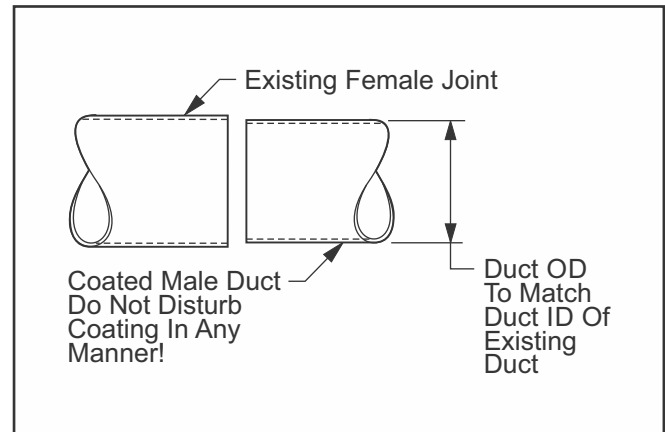 Existing Female Joint
Coated Male Duct
Do Not Disturb
Coating In Any
Manner!
Duct OD
To Match
Duct ID Of
Existing
Duct